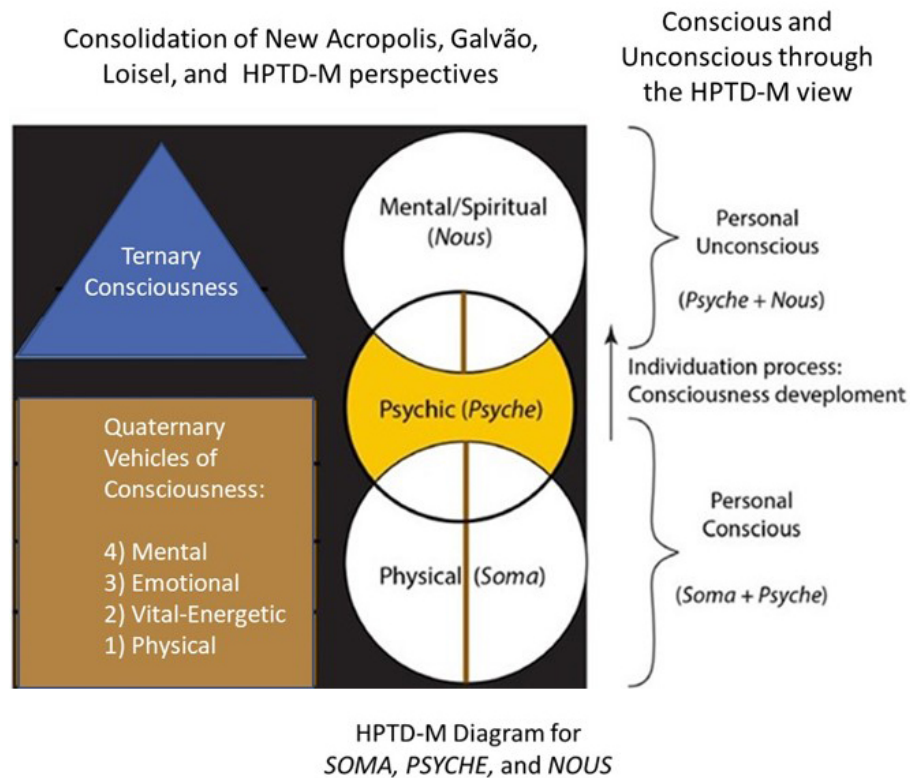 Consolidation of New Acropolis, Galvão,
Loisel, and HPTD-M perspectives
Conscious and
Unconscious through
the HPTD-M view
Ternary
Consciousness
Mental/Spiritual
(Nous)
Personal
Unconscious
(Psyche + Nous)
Individuation process:
Consciousness deveploment
Psychic (Psyche)
Quaternary
Vehicles of
Consciousness:
4) Mental
3) Emotional
2) Vital-Energetic
1) Physical
Physical (Soma)
Personal
Conscious
(Soma + Psyche)
HPTD-M Diagram for
SOMA, PSYCHE, and NOUS